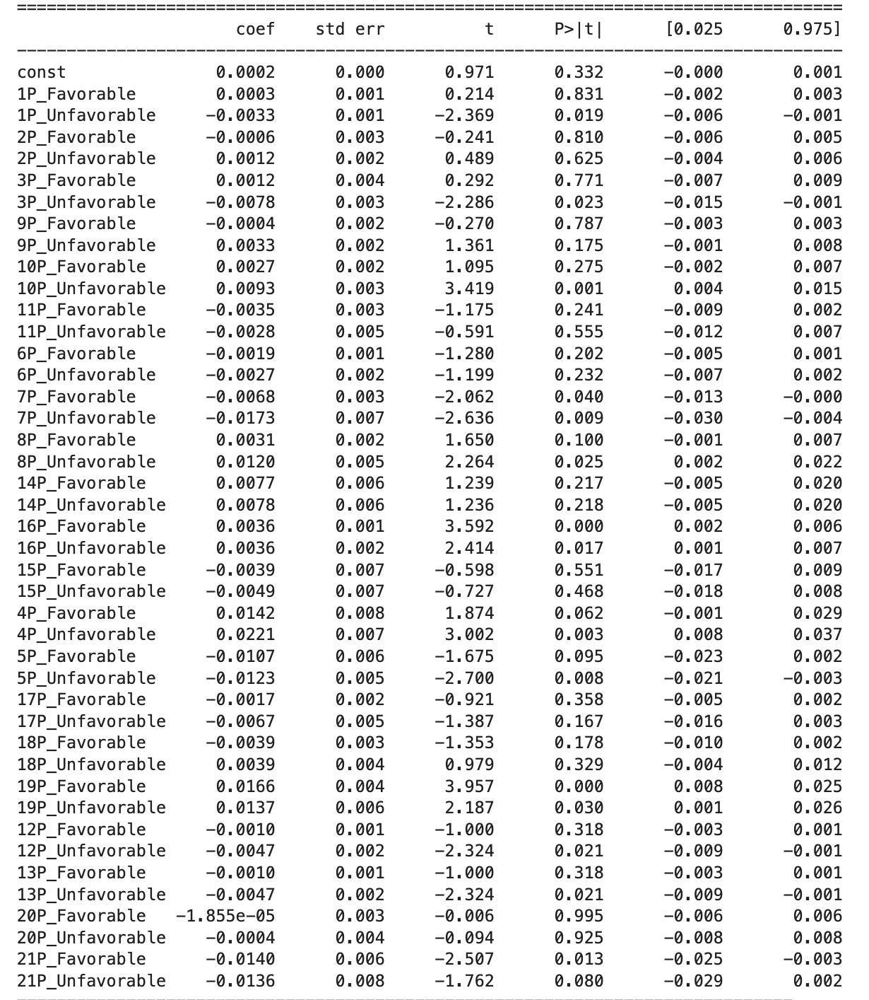 ==============================================================================
coef std err t P>|t| [0.025 0.975]
------------------------------------------------------------------------------
const 0.0002 0.000 0.971 0.332 -0.000 0.001
1P_Favorable 0.0003 0.001 0.214 0.831 -0.002 0.003
1P_Unfavorable -0.0033 0.001 -2.369 0.019 -0.006 -0.001
2P_Favorable -0.0006 0.003 -0.241 0.810 -0.006 0.005
2P_Unfavorable 0.0012 0.002 0.489 0.625 -0.004 0.006
3P_Favorable 0.0012 0.004 0.292 0.771 -0.007 0.009
3P_Unfavorable -0.0078 0.003 -2.286 0.023 -0.015 -0.001
9P_Favorable -0.0004 0.002 -0.270 0.787 -0.003 0.003
9P_Unfavorable 0.0033 0.002 1.361 0.175 -0.001 0.008
10P_Favorable 0.0027 0.002 1.095 0.275 -0.002 0.007
10P_Unfavorable 0.0093 0.003 3.419 0.001 0.004 0.015
11P_Favorable -0.0035 0.003 -1.175 0.241 -0.009 0.002
11P_Unfavorable -0.0028 0.005 -0.591 0.555 -0.012 0.007
6P_Favorable -0.0019 0.001 -1.280 0.202 -0.005 0.001
6P_Unfavorable -0.0027 0.002 -1.199 0.232 -0.007 0.002
7P_Favorable -0.0068 0.003 -2.062 0.040 -0.013 -0.000
7P_Unfavorable -0.0173 0.007 -2.636 0.009 -0.030 -0.004
8P_Favorable 0.0031 0.002 1.650 0.100 -0.001 0.007
8P_Unfavorable 0.0120 0.005 2.264 0.025 0.002 0.022
14P_Favorable 0.0077 0.006 1.239 0.217 -0.005 0.020
14P_Unfavorable 0.0078 0.006 1.236 0.218 -0.005 0.020
16P_Favorable 0.0036 0.001 3.592 0.000 0.002 0.006
16P_Unfavorable 0.0036 0.002 2.414 0.017 0.001 0.007
15P_Favorable -0.0039 0.007 -0.598 0.551 -0.017 0.009
15P_Unfavorable -0.0049 0.007 -0.727 0.468 -0.018 0.008
4P_Favorable 0.0142 0.008 1.874 0.062 -0.001 0.029
4P_Unfavorable 0.0221 0.007 3.002 0.003 0.008 0.037
5P_Favorable -0.0107 0.006 -1.675 0.095 -0.023 0.002
5P_Unfavorable -0.0123 0.005 -2.700 0.008 -0.021 -0.003
17P_Favorable -0.0017 0.002 -0.921 0.358 -0.005 0.002
17P_Unfavorable -0.0067 0.005 -1.387 0.167 -0.016 0.003
18P_Favorable -0.0039 0.003 -1.353 0.178 -0.010 0.002
18P_Unfavorable 0.0039 0.004 0.979 0.329 -0.004 0.012
19P_Favorable 0.0166 0.004 3.957 0.000 0.008 0.025
19P_Unfavorable 0.0137 0.006 2.187 0.030 0.001 0.026
12P_Favorable -0.0010 0.001 -1.000 0.318 -0.003 0.001
12P_Unfavorable -0.0047 0.002 -2.324 0.021 -0.009 -0.001
13P_Favorable -0.0010 0.001 -1.000 0.318 -0.003 0.001
13P_Unfavorable -0.0047 0.002 -2.324 0.021 -0.009 -0.001
20P_Favorable -1.855e-05 0.003 -0.006 0.995 -0.006 0.006
20P_Unfavorable -0.0004 0.004 -0.094 0.925 -0.008 0.008
21P_Favorable -0.0140 0.006 -2.507 0.013 -0.025 -0.003
21P_Unfavorable -0.0136 0.008 -1.762 0.080 -0.029 0.002